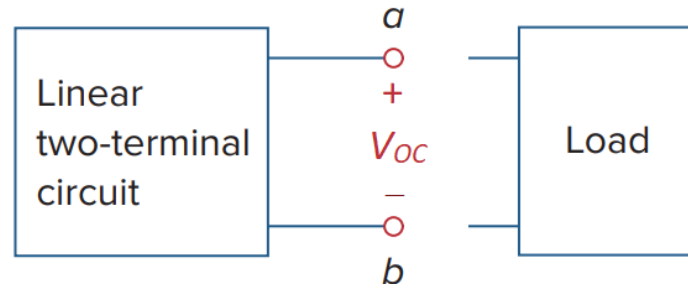 a
Linear
two-terminal
circuit
+
Voc
–
Load
b